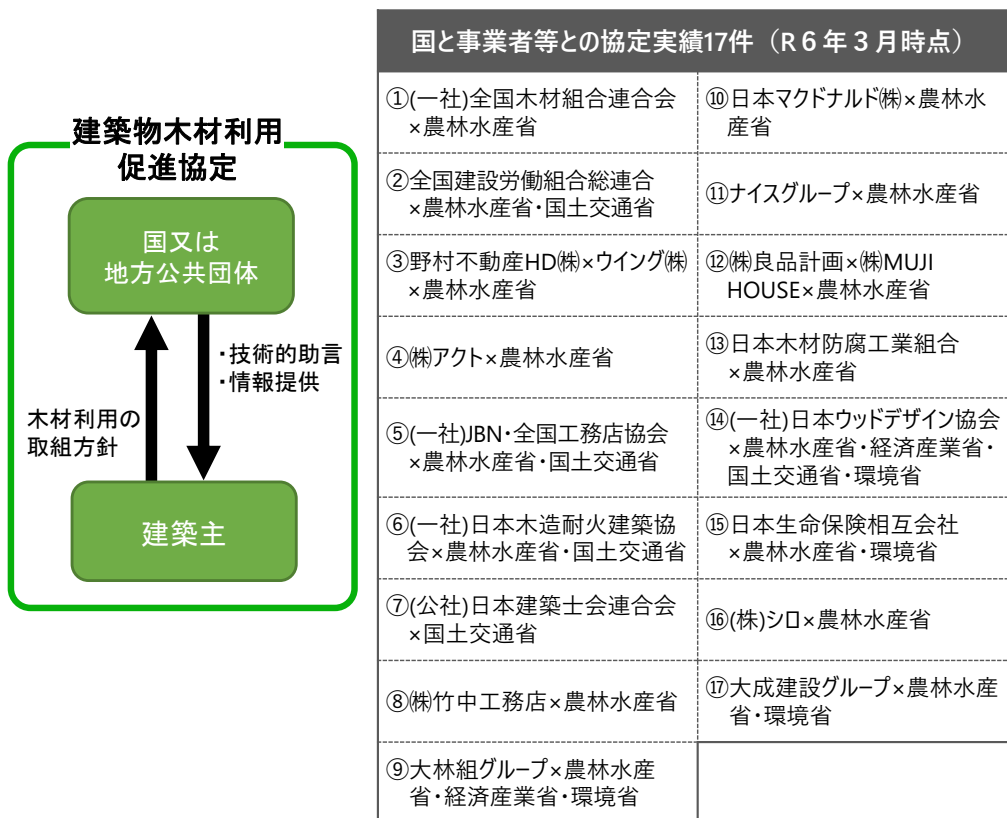 建築物木材利用
促進協定
国又は
地方公共団体
・技術的助言
・情報提供
木材利用の
取組方針
建築主
国と事業者等との協定実績17件（R６年３月時点）
①(一社)全国木材組合連合会
×農林水産省
②全国建設労働組合総連合
×農林水産省・国土交通省
③野村不動産HD㈱×ウイング㈱
×農林水産省
④㈱アクト×農林水産省
⑤(一社)JBN・全国工務店協会
×農林水産省・国土交通省
⑥(一社)日本木造耐火建築協
会×農林水産省・国土交通省
⑦(公社)日本建築士会連合会
×国土交通省
⑧㈱竹中工務店×農林水産省
⑨大林組グループ×農林水産
省・経済産業省・環境省
⑩日本マクドナルド㈱×農林水
産省
⑪ナイスグループ×農林水産省
⑫㈱良品計画×㈱MUJI
HOUSE×農林水産省
⑬日本木材防腐工業組合
×農林水産省
⑭(一社)日本ウッドデザイン協会
×農林水産省・経済産業省・
国土交通省・環境省
⑮日本生命保険相互会社
×農林水産省・環境省
⑯(株)シロ×農林水産省
⑰大成建設グループ×農林水産
省・環境省